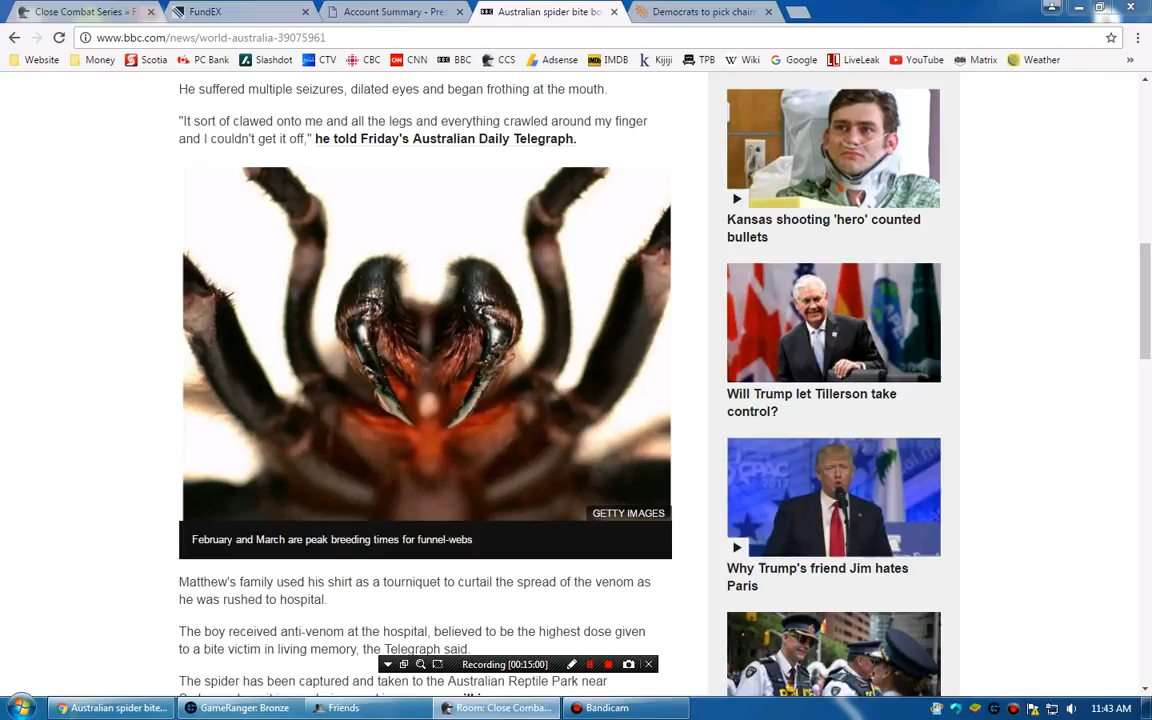 Close Combat Series » F
FundEX
Account Summary - Pre
Australian spider bite bo
Democrats to pick chair
www.bbc.com/news/world-australia-39075961
Website Money Scotia PC Bank Slashdot CTV CBC CNN BBC CCS Adsense IMDB Kijiji TPB Wiki Google LiveLeak YouTube Matrix Weather
He suffered multiple seizures, dilated eyes and began frothing at the mouth.
"It sort of clawed onto me and all the legs and everything crawled around my finger
and I couldn't get it off," he told Friday's Australian Daily Telegraph.
GETTY IMAGES
February and March are peak breeding times for funnel-webs
Matthew's family used his shirt as a tourniquet to curtail the spread of the venom as
he was rushed to hospital.
The boy received anti-venom at the hospital, believed to be the highest dose given
to a bite victim in living memory, the Telegraph said.
The spider has been captured and taken to the Australian Reptile Park near
Kansas shooting 'hero' counted
bullets
Will Trump let Tillerson take
control?
CPAC
2017
Why Trump's friend Jim hates
Paris
Recording [00:15:00]
Australian spider bite...
GameRanger: Bronze
Friends
Room: Close Comba...
Bandicam
11:43 AM